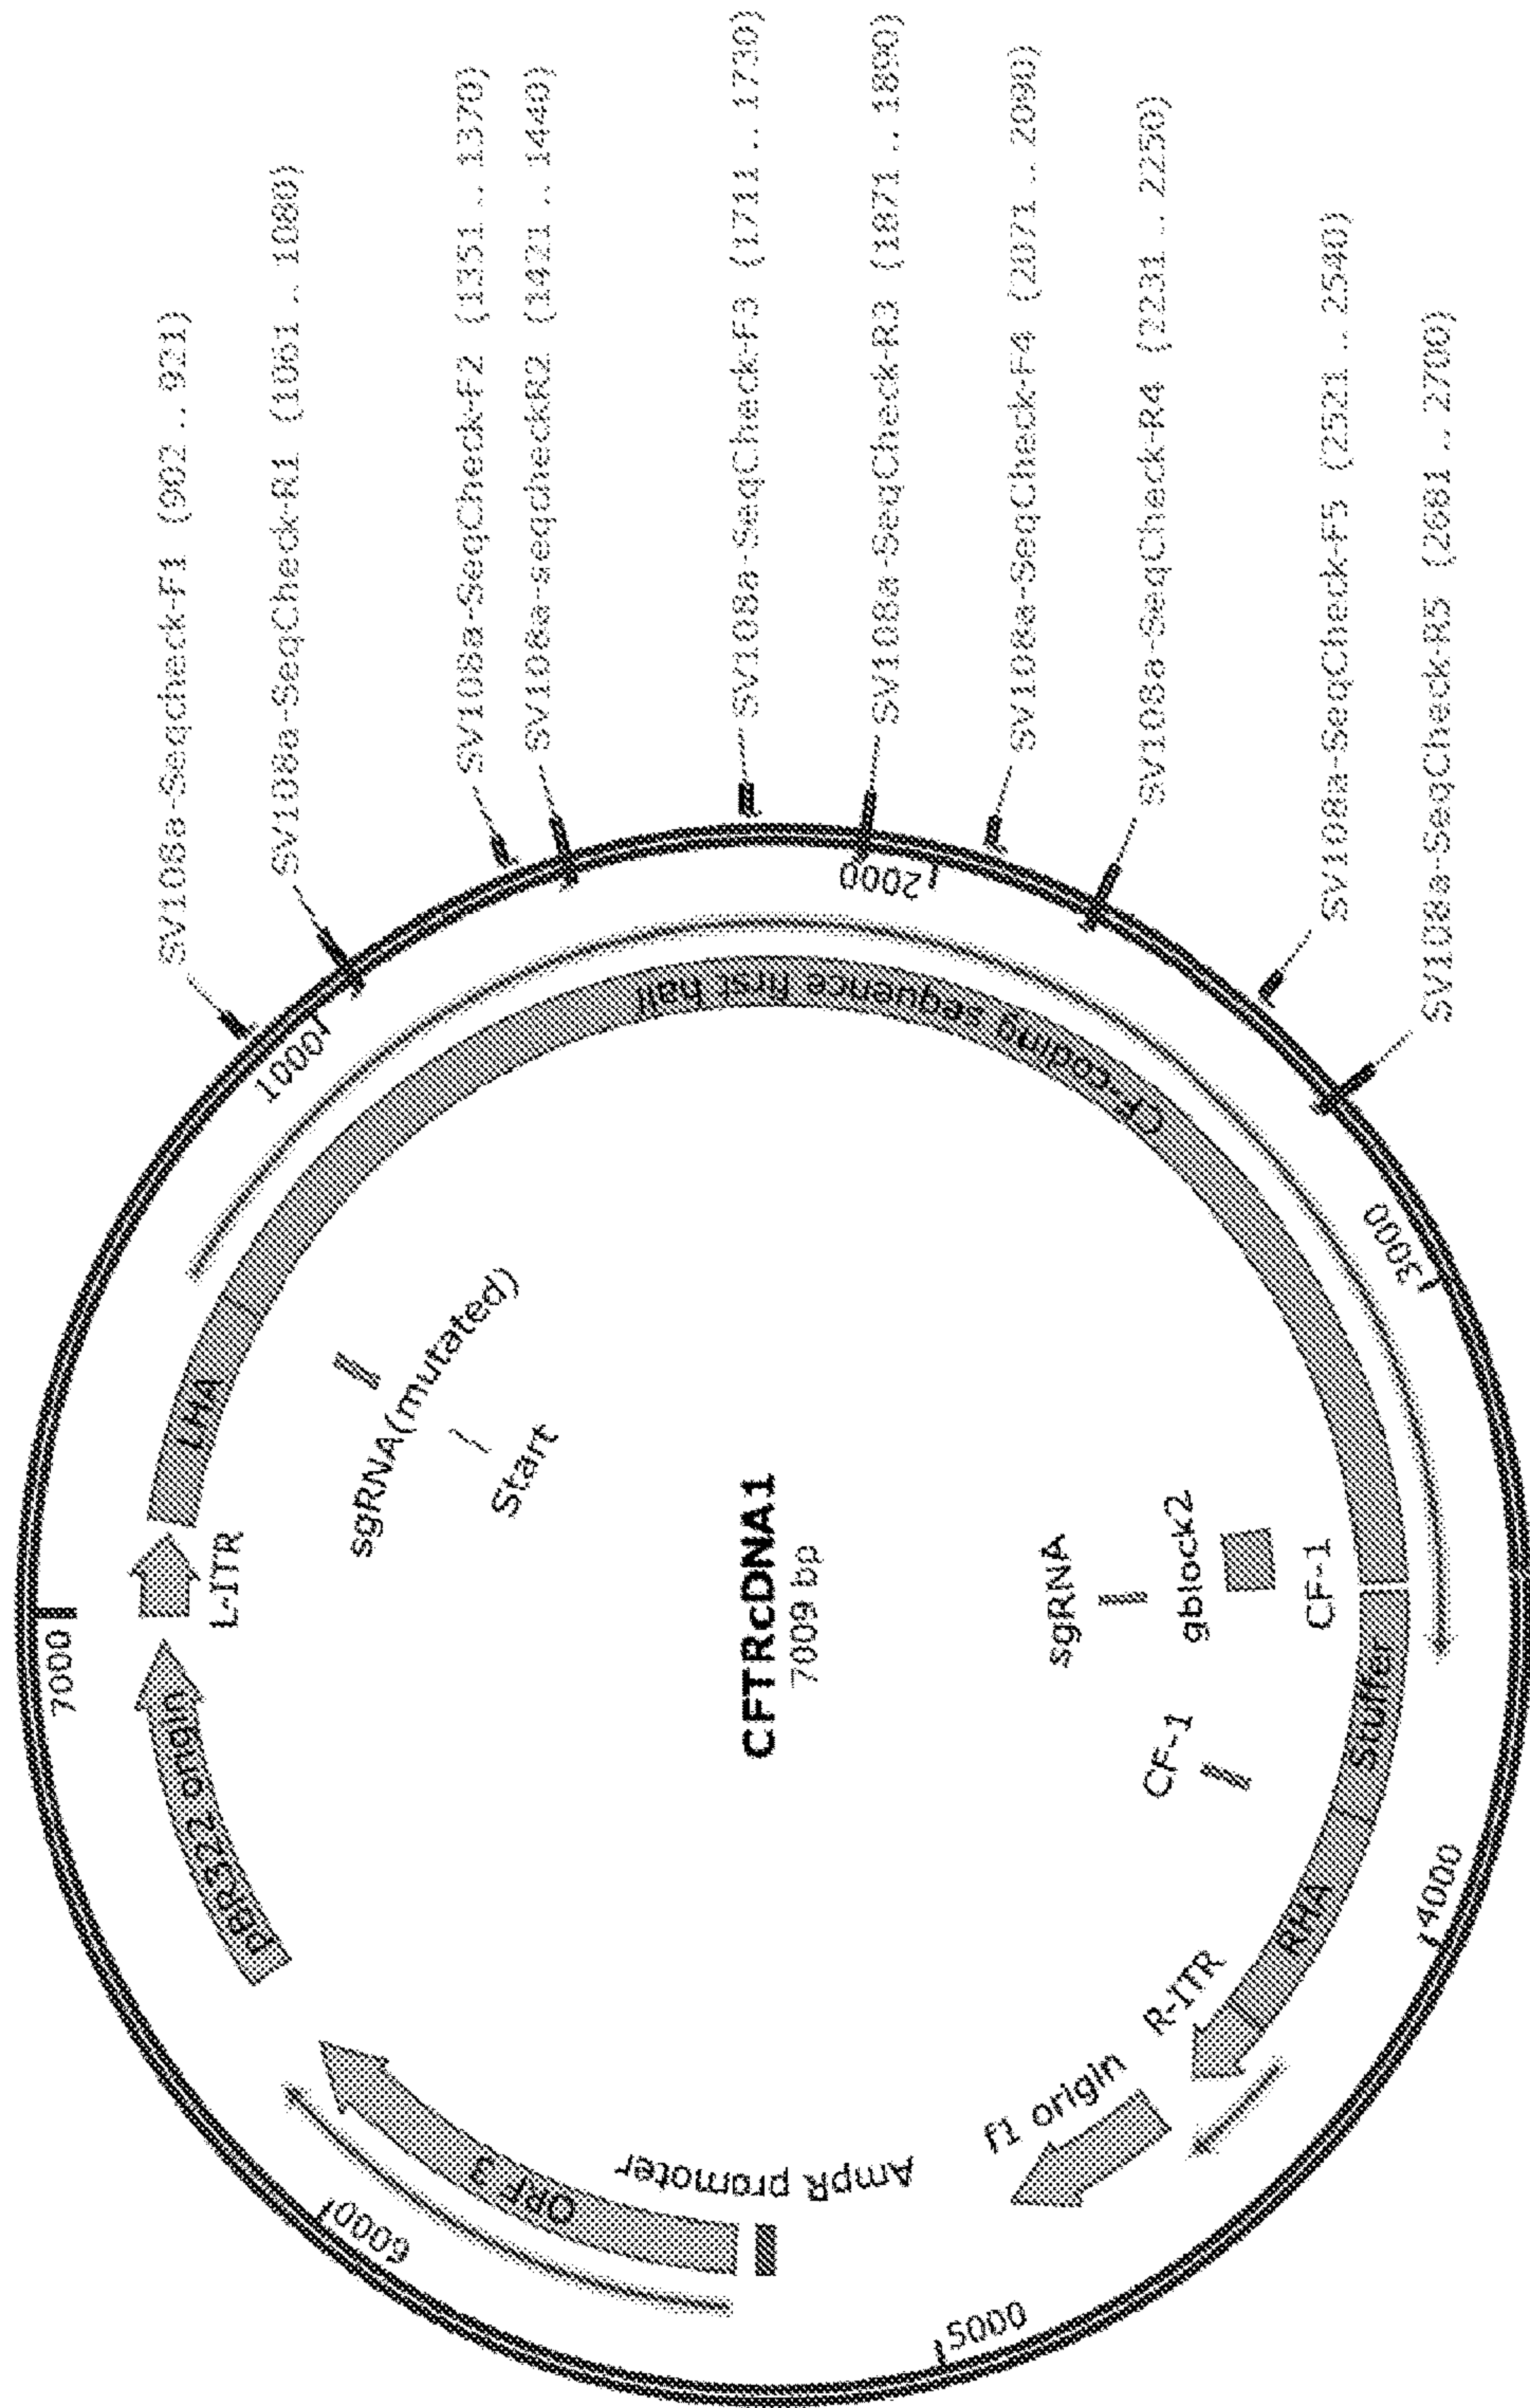 SV108a-Seqcheck-F1 (902 .. 921)
SV108a-SeqCheck-R1 (1061 .. 1080)
SV108a-SeqCheck-F2 (1351 .. 1370)
SV108a-seqcheckR2 (1421 .. 1440)
SV108a-SeqCheck-F3 (1711 .. 1730)
SV108a-SeqCheck-R3 (1871 .. 1890)
SV108a-SeqCheck-F4 (2071 .. 2090)
SV108a-SeqCheck-R4 (2231 .. 2250)
SV108a-SeqCheck-F5 (2521 .. 2540)
SV108a-SeqCheck-R5 (2681 .. 2700)
7000
1000
2000
3000
4000
5000
6000
L-ITR
LHA
CF-coding sequence first half
sgRNA(mutated)
Start
CFTRcDNA1
7009 bp
sgRNA
gblock2
CF-1
CF-1
Stuffer
RHA
R-ITR
f1 origin
AmpR promoter
ORF 3
pBR322 origin